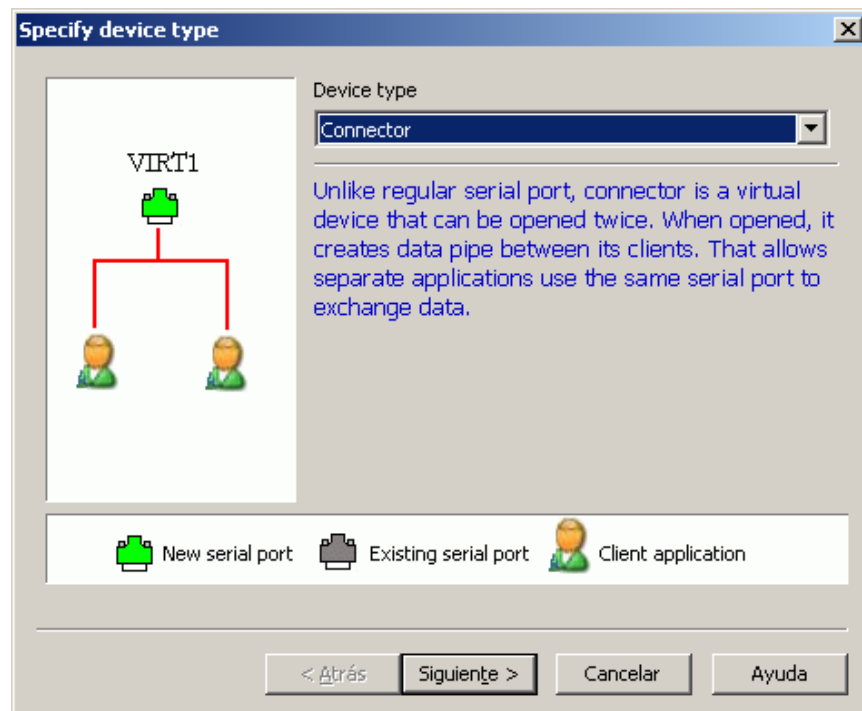 Specify device type
Device type
Connector
VIRT1
Unlike regular serial port, connector is a virtual
device that can be opened twice. When opened, it
creates data pipe between its clients. That allows
separate applications use the same serial port to
exchange data.
New serial port Existing serial port Client application
< Atrás Siguiente > Cancelar Ayuda